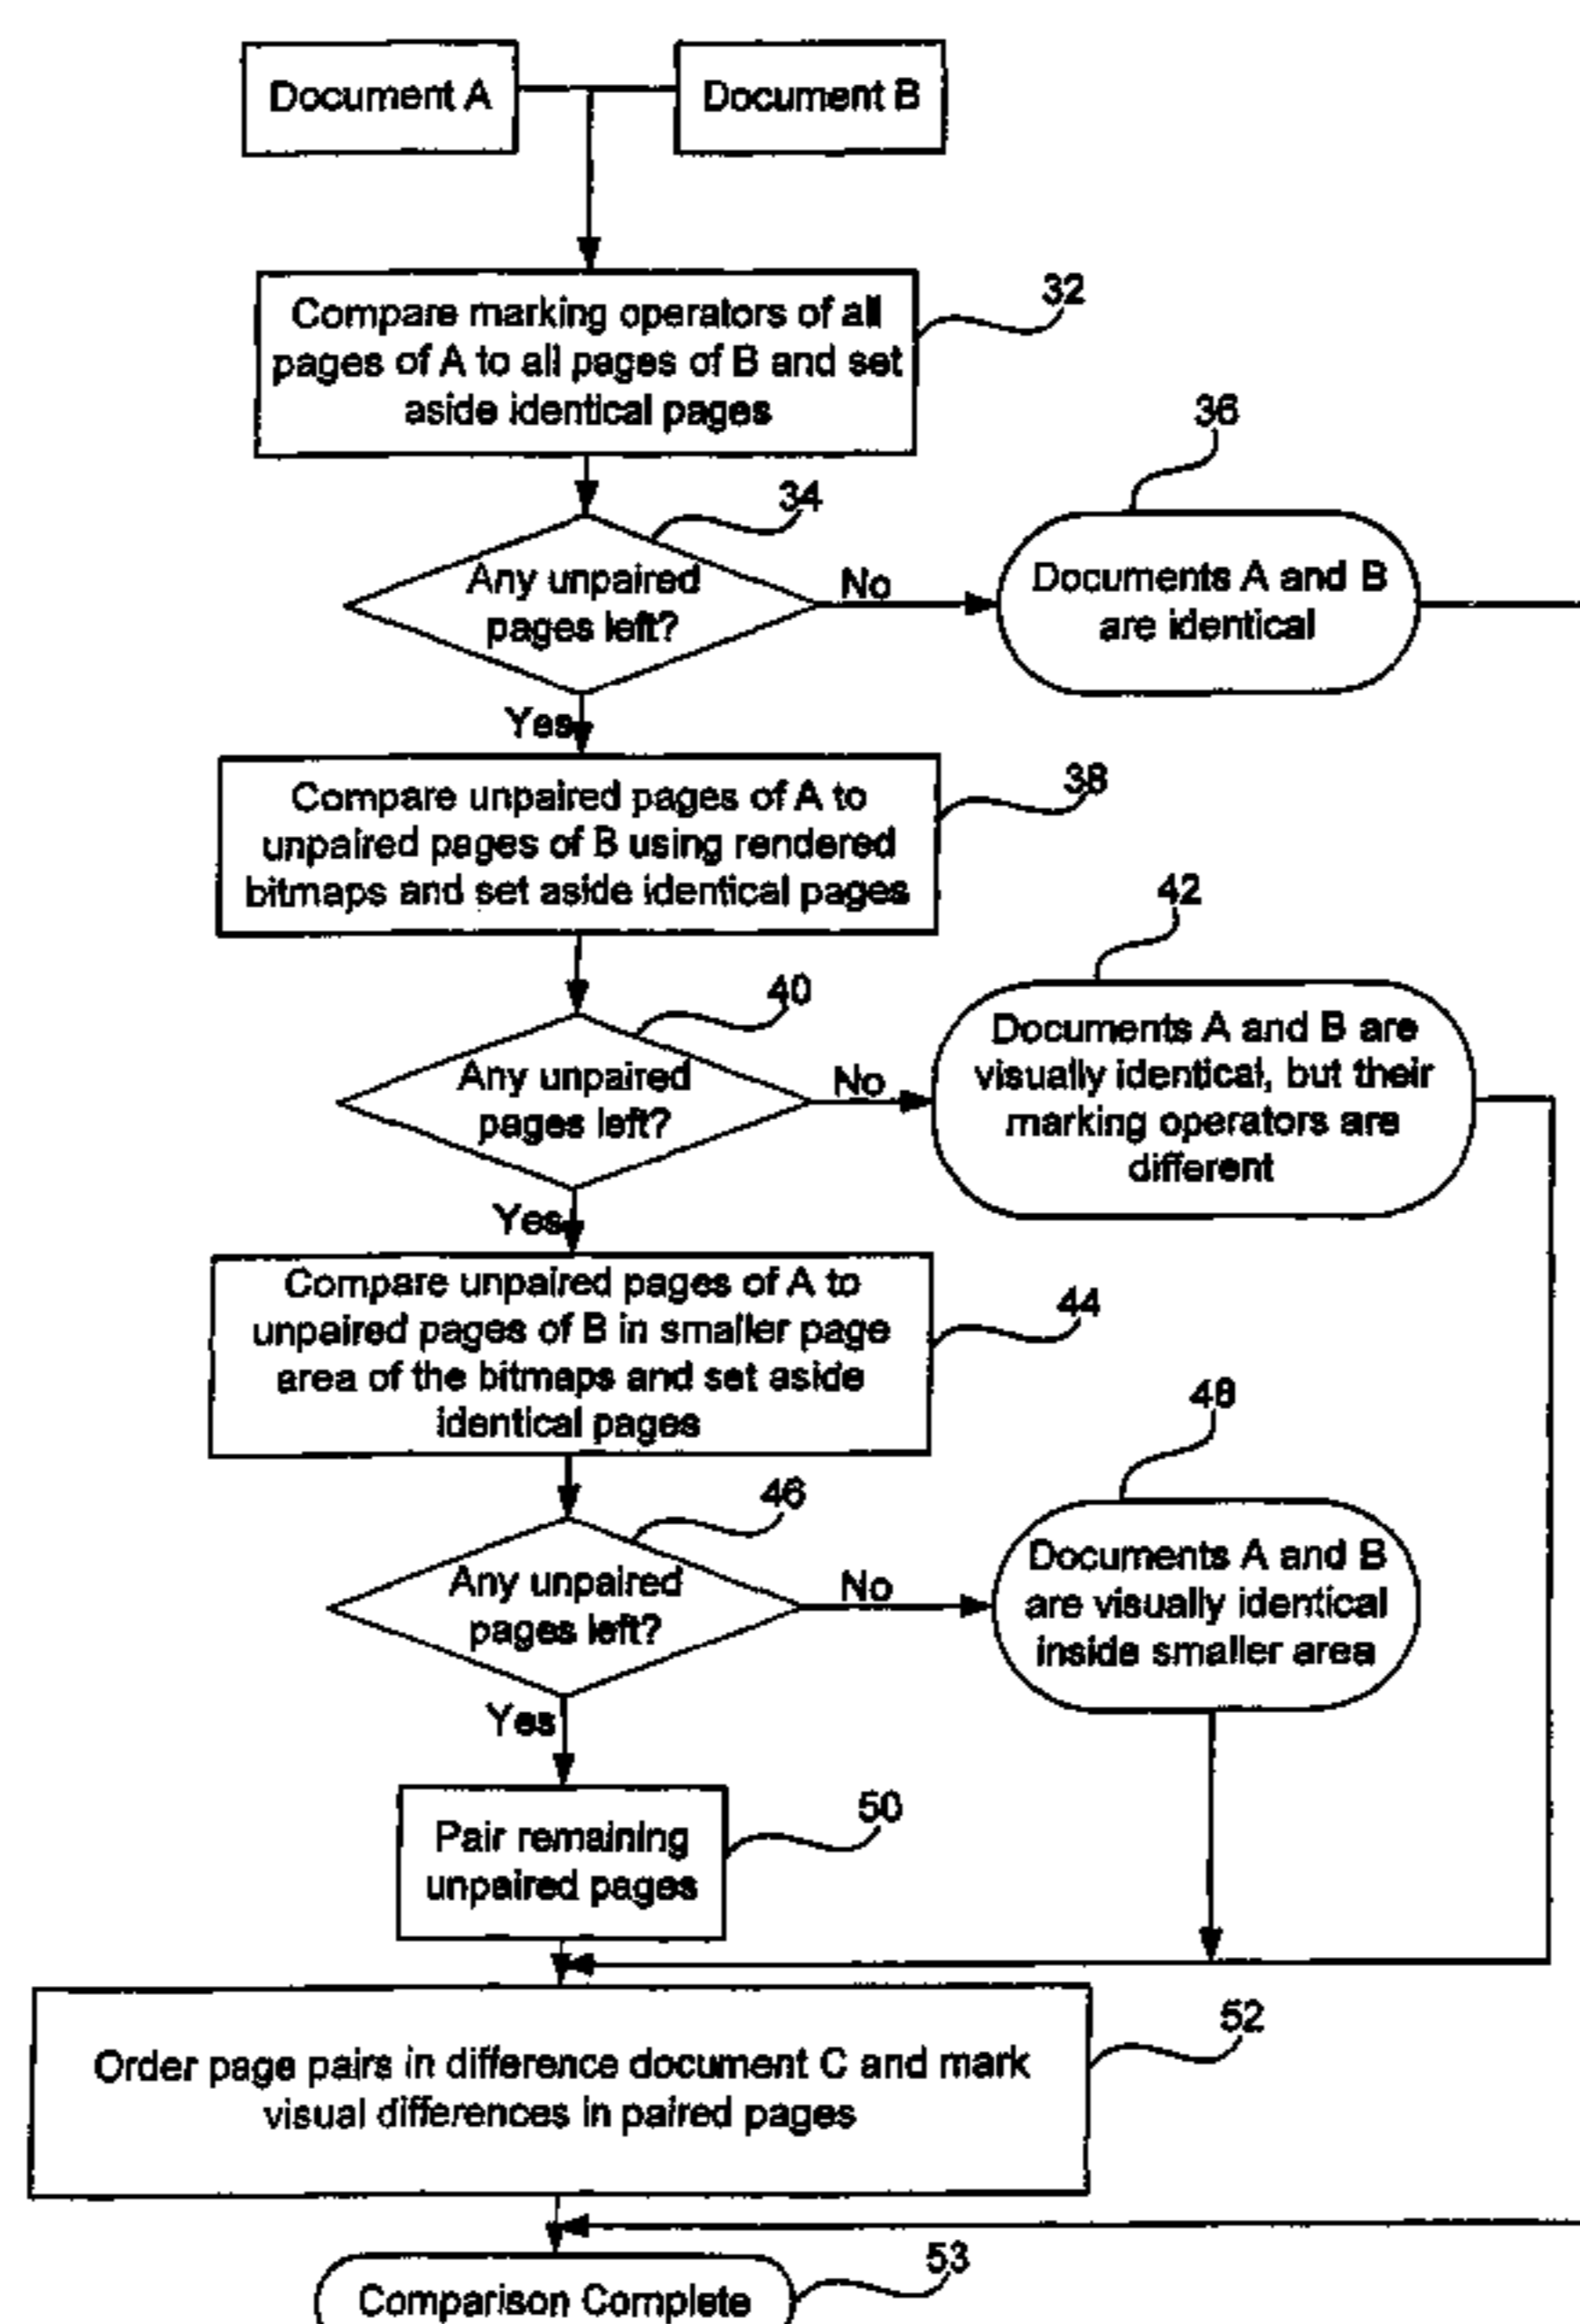 Document A
Document B
Compare marking operators of all
pages of A to all pages of B and set
aside identical pages
32
Any unpaired
pages left?
34
No
Documents A and B
are identical
36
Yes
Compare unpaired pages of A to
unpaired pages of B using rendered
bitmaps and set aside identical pages
38
Any unpaired
pages left?
40
No
Documents A and B are
visually identical, but their
marking operators are
different
42
Yes
Compare unpaired pages of A to
unpaired pages of B in smaller page
area of the bitmaps and set aside
identical pages
44
Any unpaired
pages left?
46
No
Documents A and B
are visually identical
inside smaller area
48
Yes
Pair remaining
unpaired pages
50
Order page pairs in difference document C and mark
visual differences in paired pages
52
Comparison Complete
53